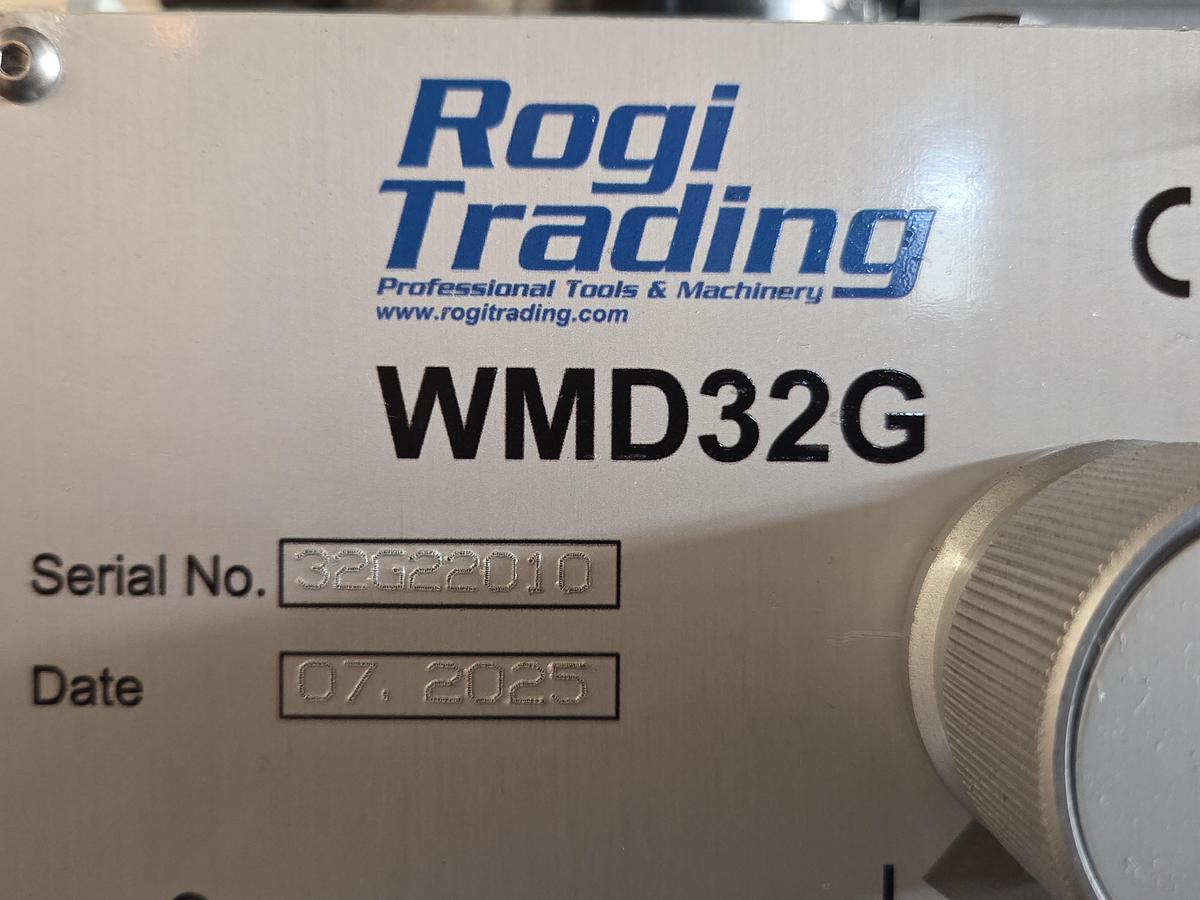 Rogi
Trading
Professional Tools & Machinery
www.rogitrading.com
C
WMD32G
Serial No. 32G22010
Date 07. 2025